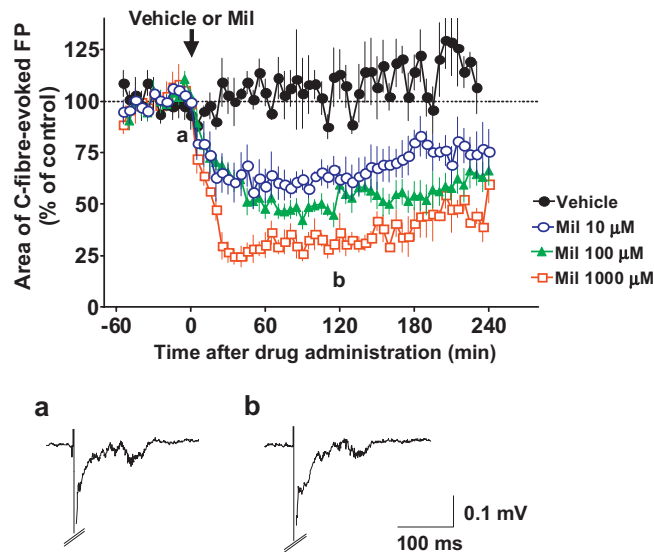 Vehicle or Mil
Area of C-fibre-evoked FP
(% of control)
125
100
75
50
25
0
a
b
-60
0
60
120
180
240
Time after drug administration (min)
Vehicle
Mil 10 µM
Mil 100 µM
Mil 1000 µM
a
b
0.1 mV
100 ms